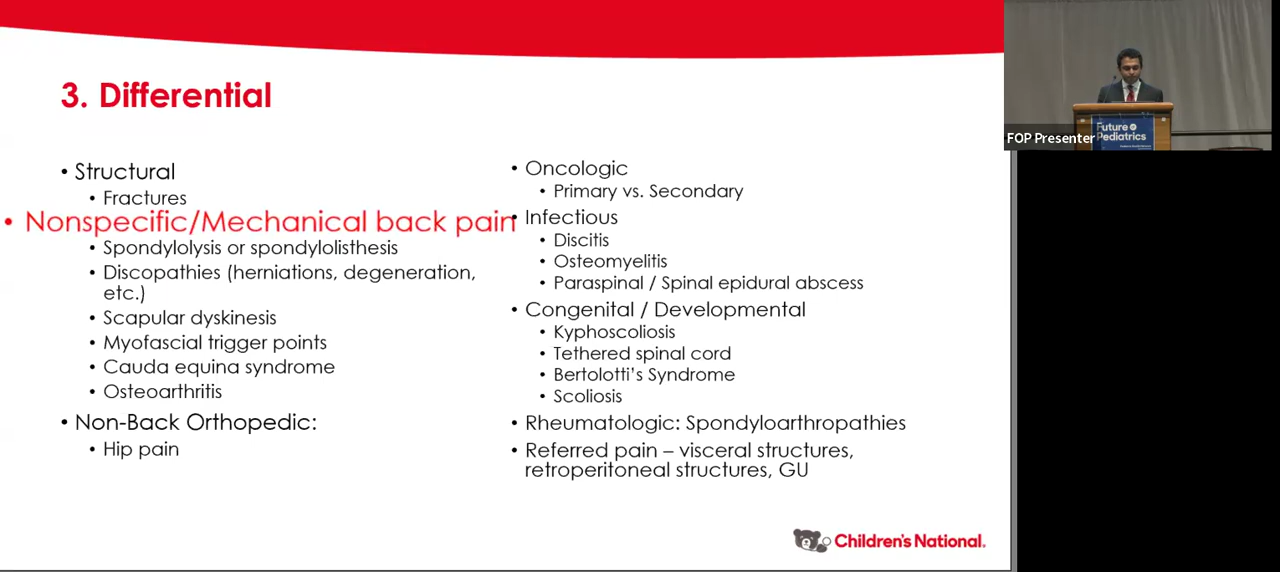 3. Differential
• Structural
• Fractures
• Nonspecific/Mechanical back pain
• Spondylolysis or spondylolisthesis
• Discopathies (herniations, degeneration,
etc.)
• Scapular dyskinesis
• Myofascial trigger points
• Cauda equina syndrome
• Osteoarthritis
• Non-Back Orthopedic:
• Hip pain
• Oncologic
• Primary vs. Secondary
• Infectious
• Discitis
• Osteomyelitis
• Paraspinal / Spinal epidural abscess
• Congenital / Developmental
• Kyphoscoliosis
• Tethered spinal cord
• Bertolotti's Syndrome
• Scoliosis
• Rheumatologic: Spondyloarthropathies
• Referred pain – visceral structures,
retroperitoneal structures, GU
Children's National.
FOP Presenter
Future
Pediatrics